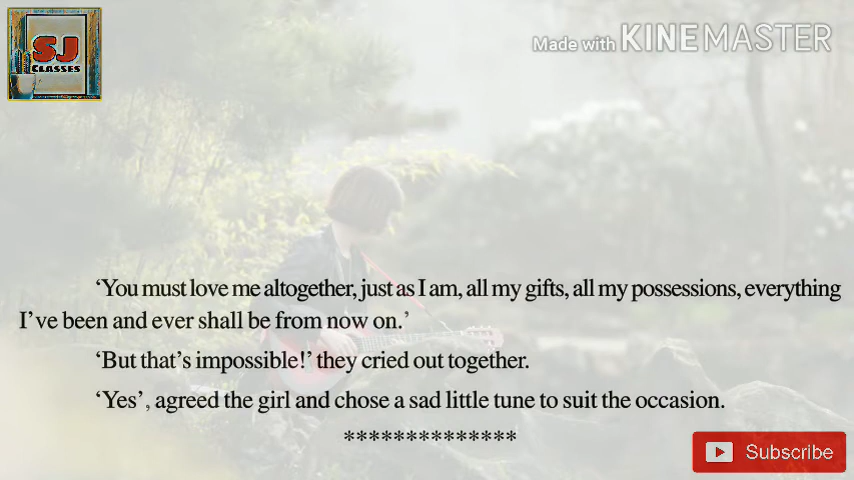 SJ
CLASSES
Made with KINEMASTER
‘You must love me altogether, just as I am, all my gifts, all my possessions, everything
I’ve been and ever shall be from now on.’
‘But that’s impossible!’ they cried out together.
‘Yes’, agreed the girl and chose a sad little tune to suit the occasion.
**************
Subscribe